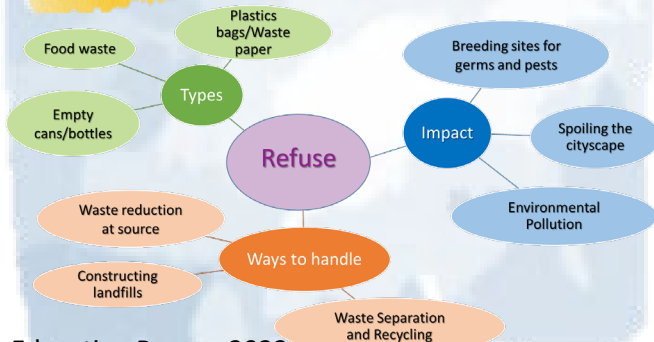 Plastics
bags/Waste
paper
Food waste
Types
Empty
cans/bottles
Refuse
Breeding sites for
germs and pests
Impact
Spoiling the
cityscape
Environmental
Pollution
Waste reduction
at source
Ways to handle
Constructing
landfills
Waste Separation
and Recycling